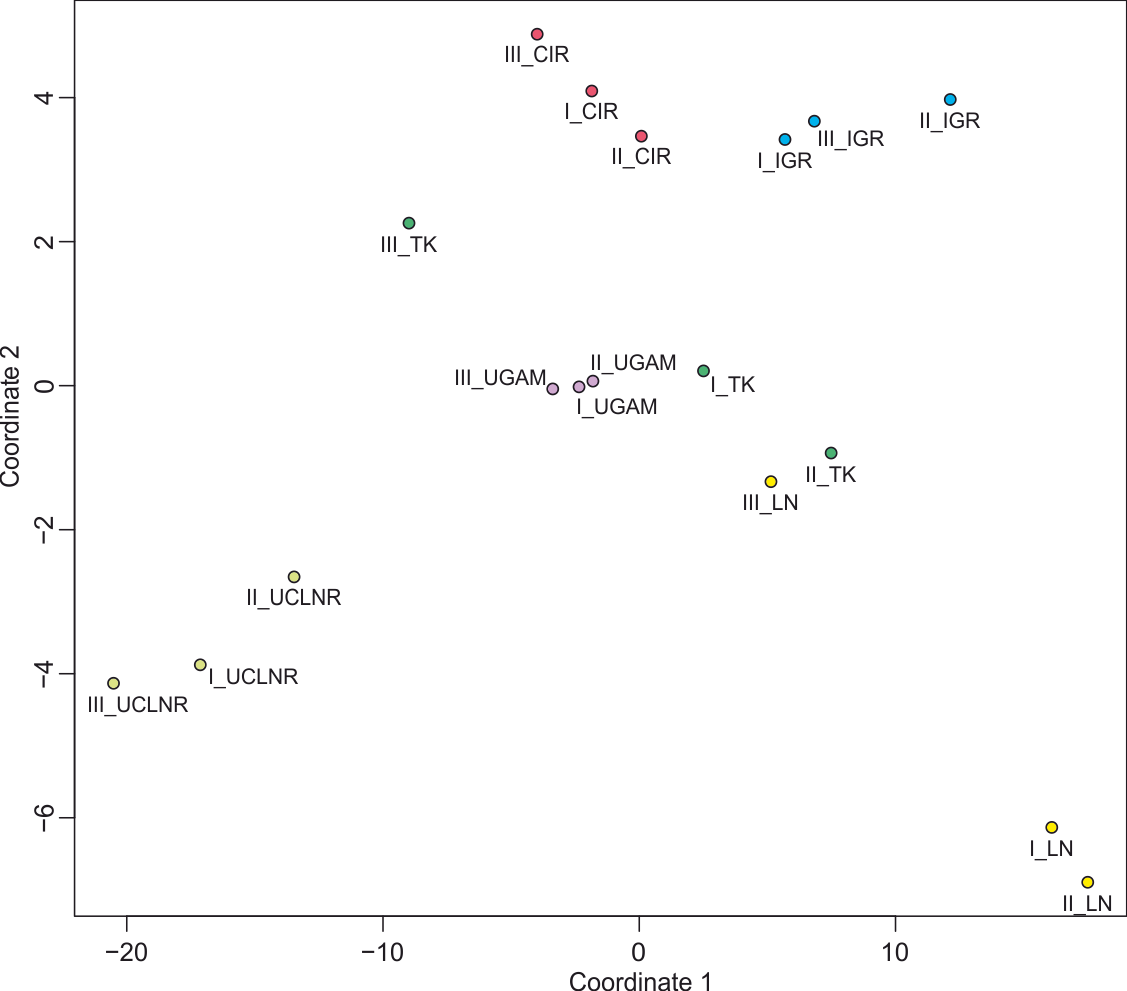 III_CIR
I_CIR
II_CIR
II_IGR
III_IGR
I_IGR
III_TK
II_UGAM
III_UGAM
I_UGAM
I_TK
II_TK
III_LN
II_UCLNR
I_UCLNR
III_UCLNR
I_LN
II_LN
4
2
0
−2
−4
−6
Coordinate 2
−20
−10
0
10
Coordinate 1